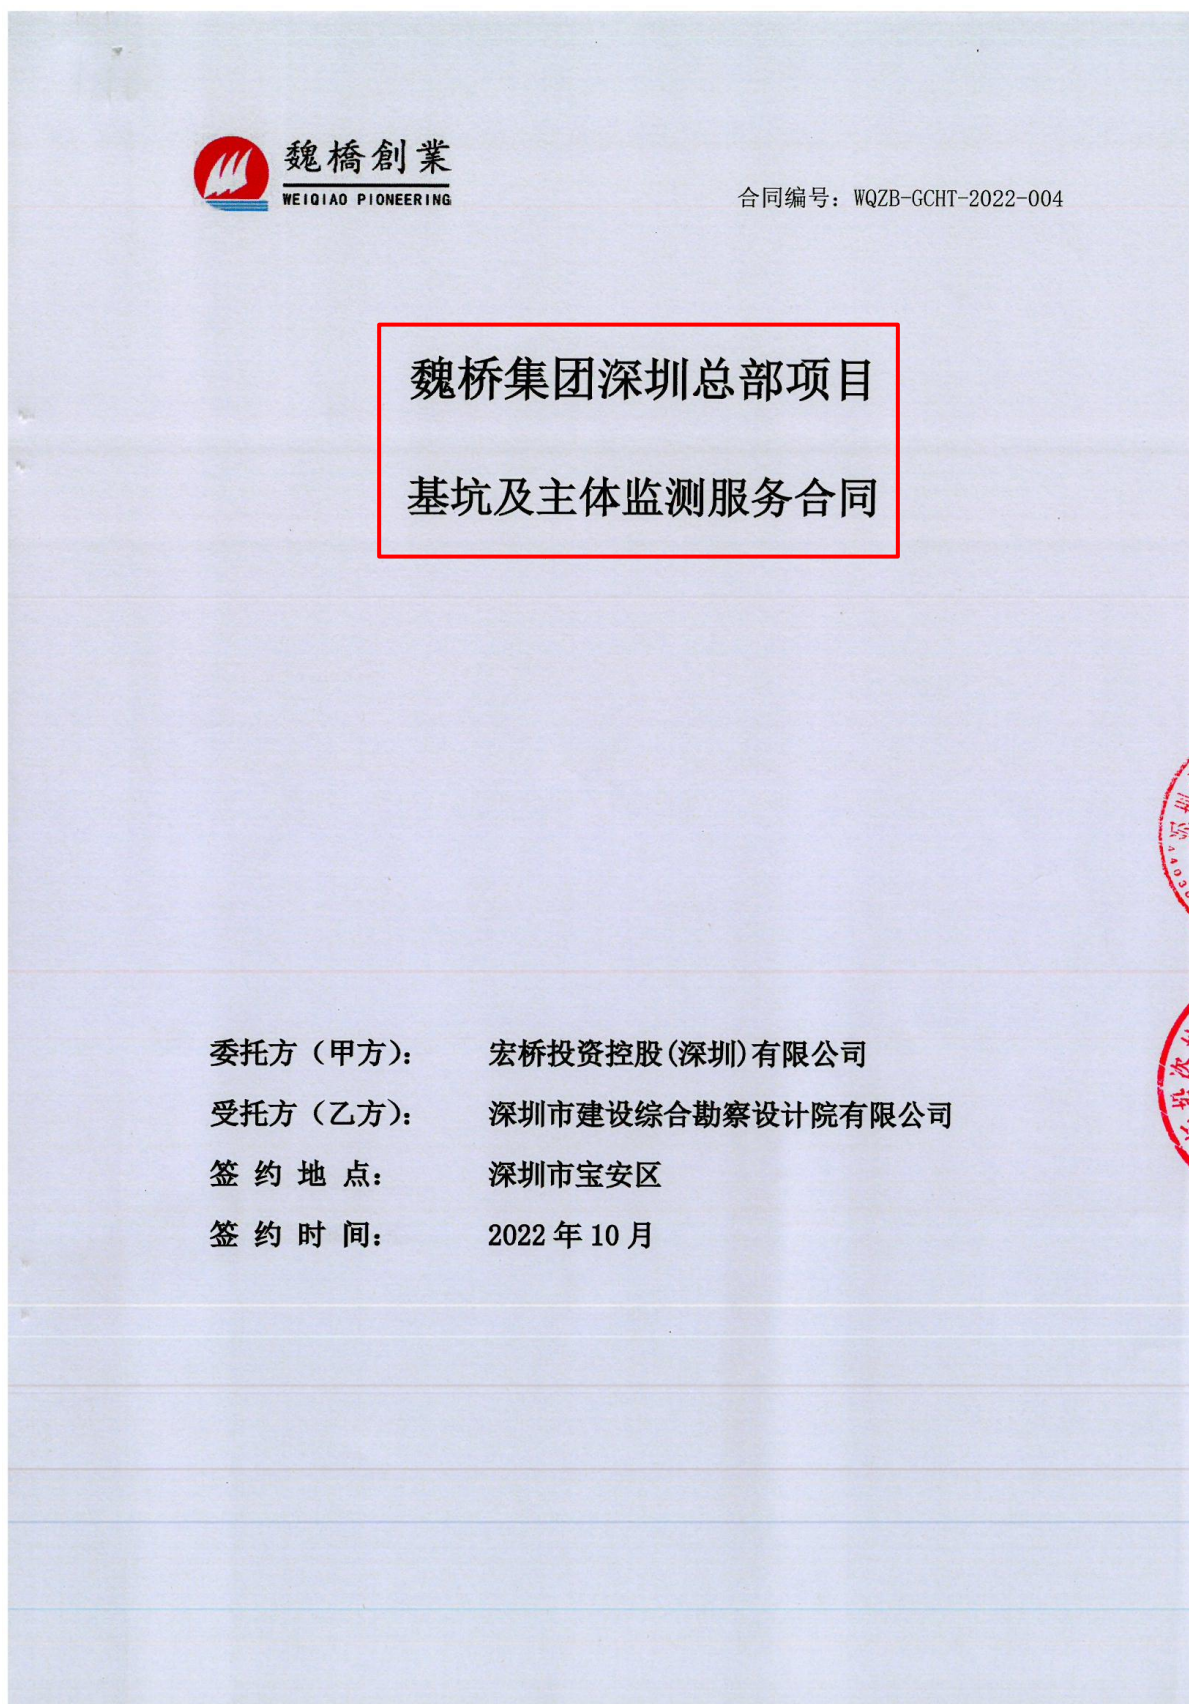 魏橋創業
WEIQIAO PIONEERING
合同编号：WQZB-GCHT-2022-004
魏桥集团深圳总部项目
基坑及主体监测服务合同
委托方（甲方）： 宏桥投资控股(深圳)有限公司
受托方（乙方）： 深圳市建设综合勘察设计院有限公司
签 约 地 点： 深圳市宝安区
签 约 时 间： 2022 年 10 月